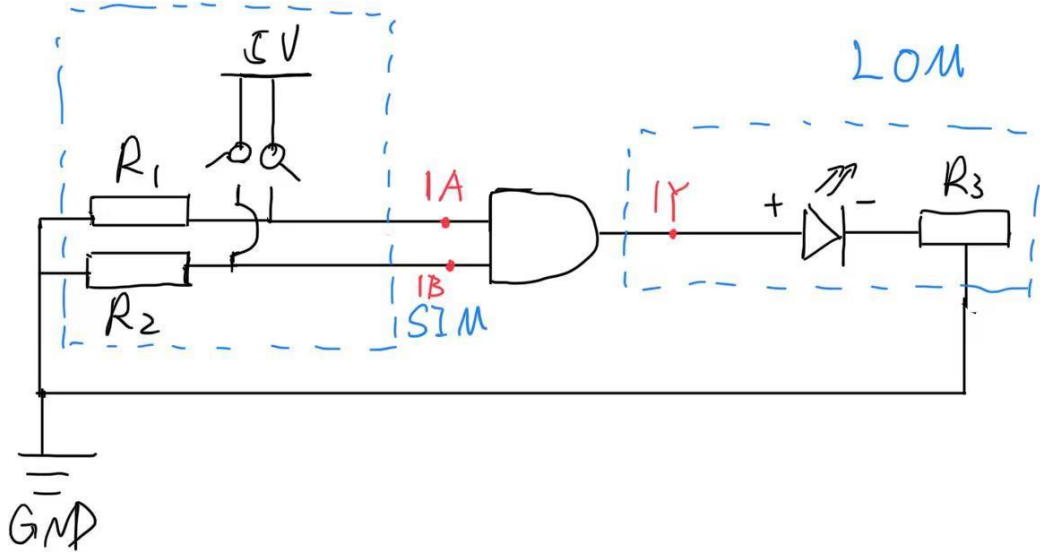 5V
LOM
R1
R3
1A
1Y
+
-
1B
SIM
R2
GND